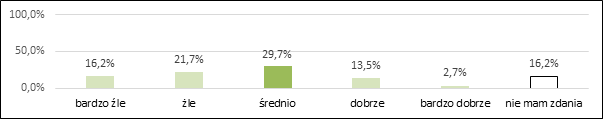 100,0%
50,0%
0,0%
16,2%
21,7%
29,7%
13,5%
2,7%
16,2%
bardzo źle
źle
średnio
dobrze
bardzo dobrze
nie mam zdania